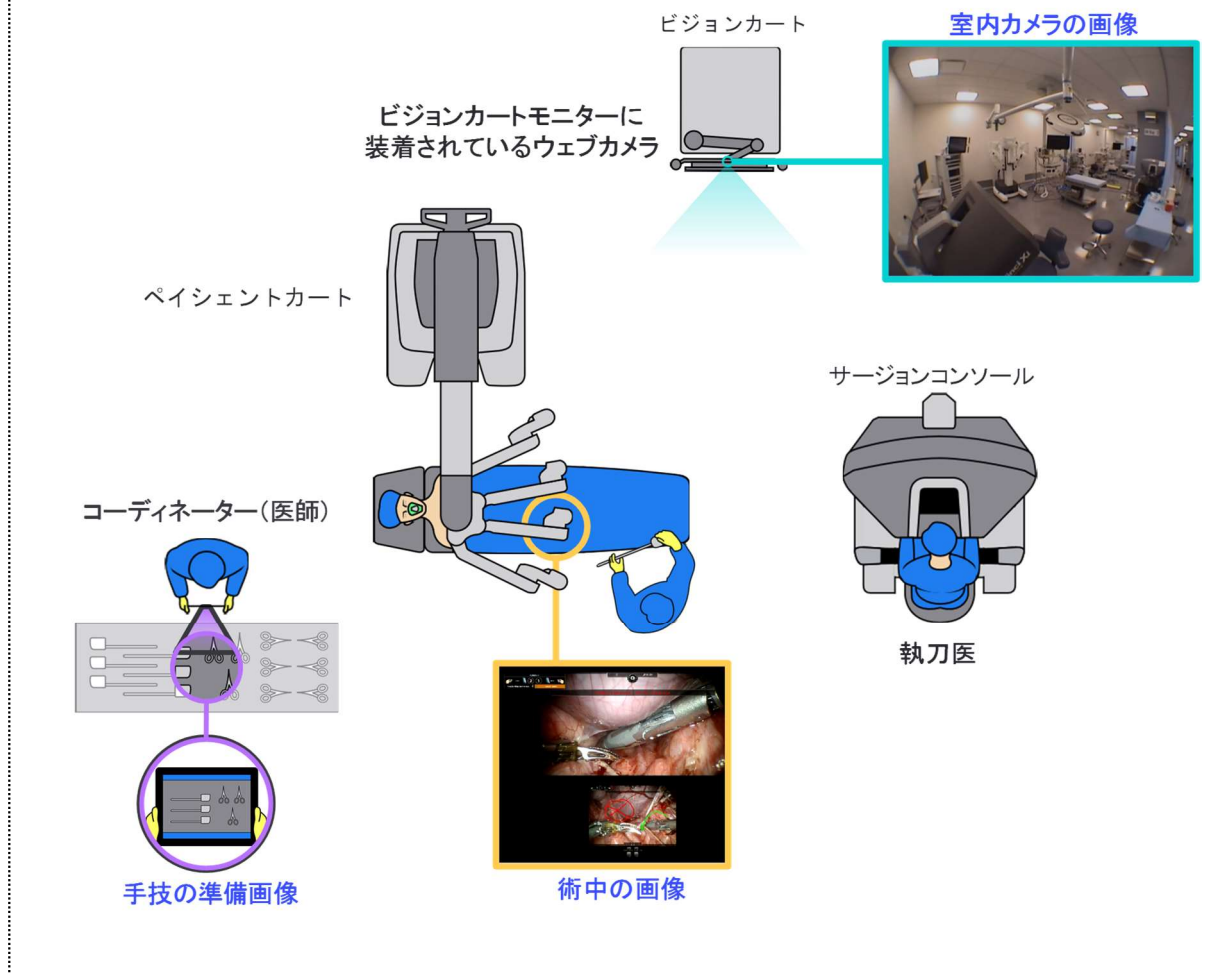 ビジョンカート
室内カメラの画像
ビジョンカートモニターに
装着されているウェブカメラ
ペイシェントカート
サージョンコンソール
コーディネーター（医師）
執刀医
手技の準備画像
術中の画像